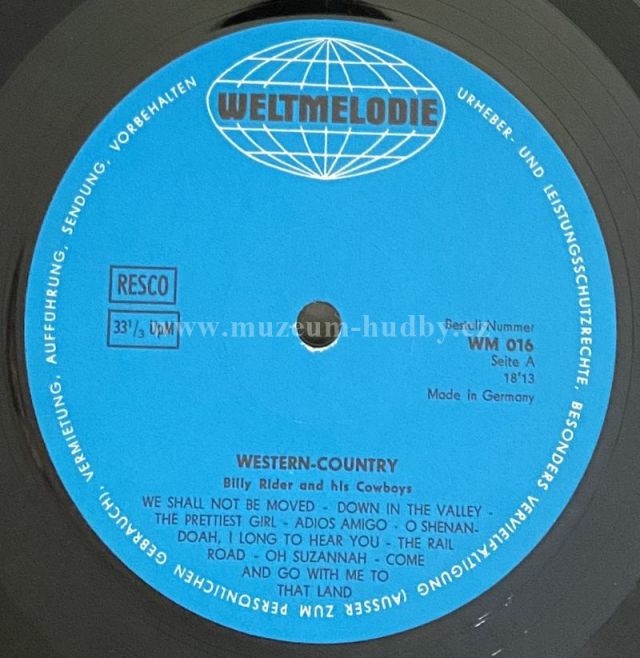 WELTMELODIE
URHEBER- UND LEISTUNGSSCHUTZRECHTE, BESONDERS VERVIELFÄLTIGUNG (AUSSER ZUM PERSÖNLICHEN GEBRAUCH), VERMIETUNG, AUFFÜHRUNG, SENDUNG, VORBEHALTEN
RESCO
33 1/3 UpM
www.muzeum-hudby.cz
Bestell-Nummer
WM 016
Seite A
18'13
Made in Germany
WESTERN-COUNTRY
Billy Rider and his Cowboys
WE SHALL NOT BE MOVED - DOWN IN THE VALLEY -
THE PRETTIEST GIRL - ADIOS AMIGO - O SHENAN-
DOAH, I LONG TO HEAR YOU - THE RAIL
ROAD - OH SUZANNAH - COME
AND GO WITH ME TO
THAT LAND